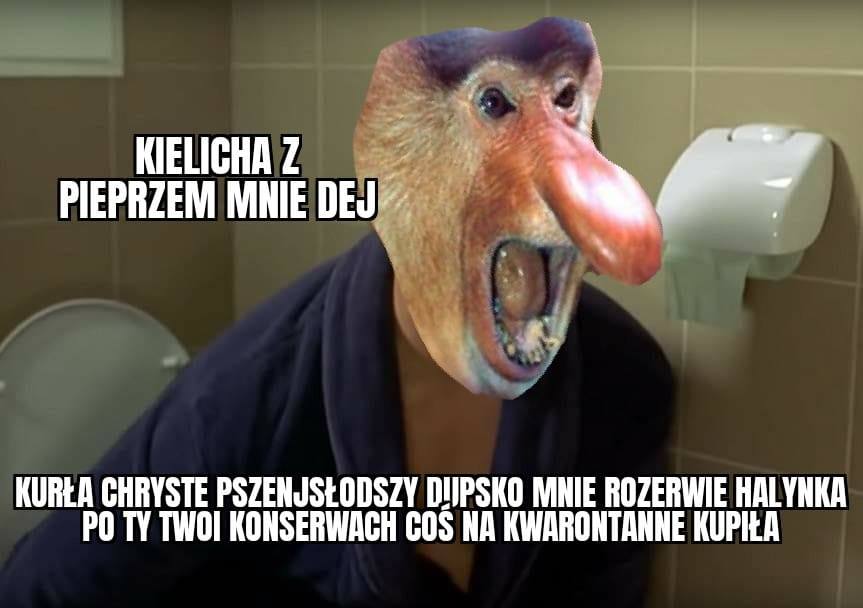 KIELICHA Z
PIEPRZEM MNIE DEJ
KURŁA CHRYSTE PSZENJSŁODSZY DUPSKO MNIE ROZERWIE HALYNKA
PO TY TWOI KONSERWACH COŚ NA KWARONTANNE KUPIŁA